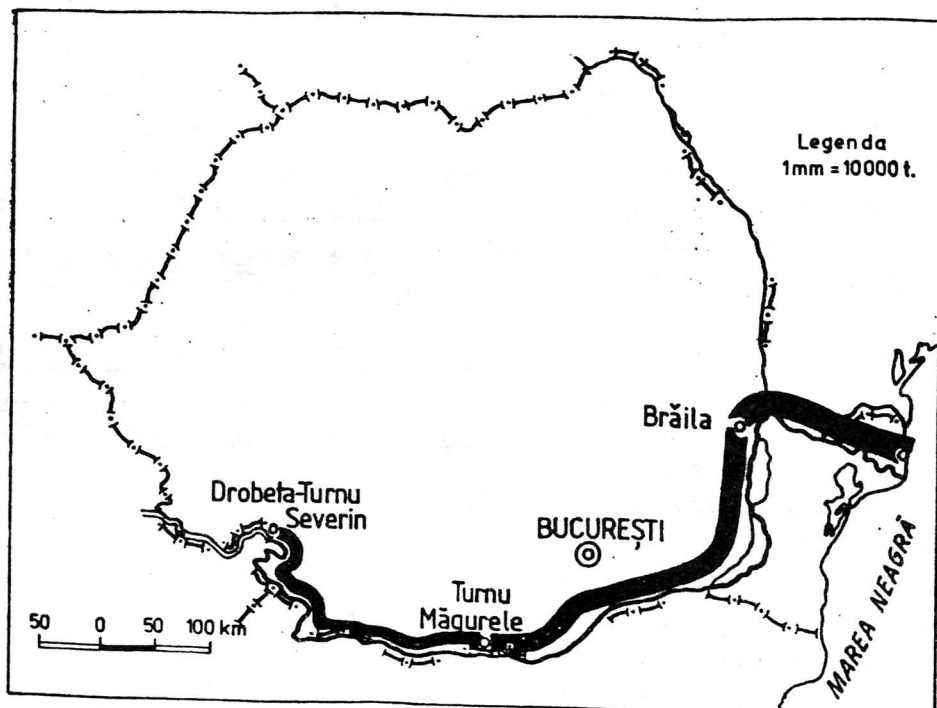 Legenda
1mm = 10000 t.
Brăila
Drobeta-Turnu
Severin
BUCUREȘTI
Turnu
Măgurele
50 0 50 100 km
MAREA NEAGRĂ